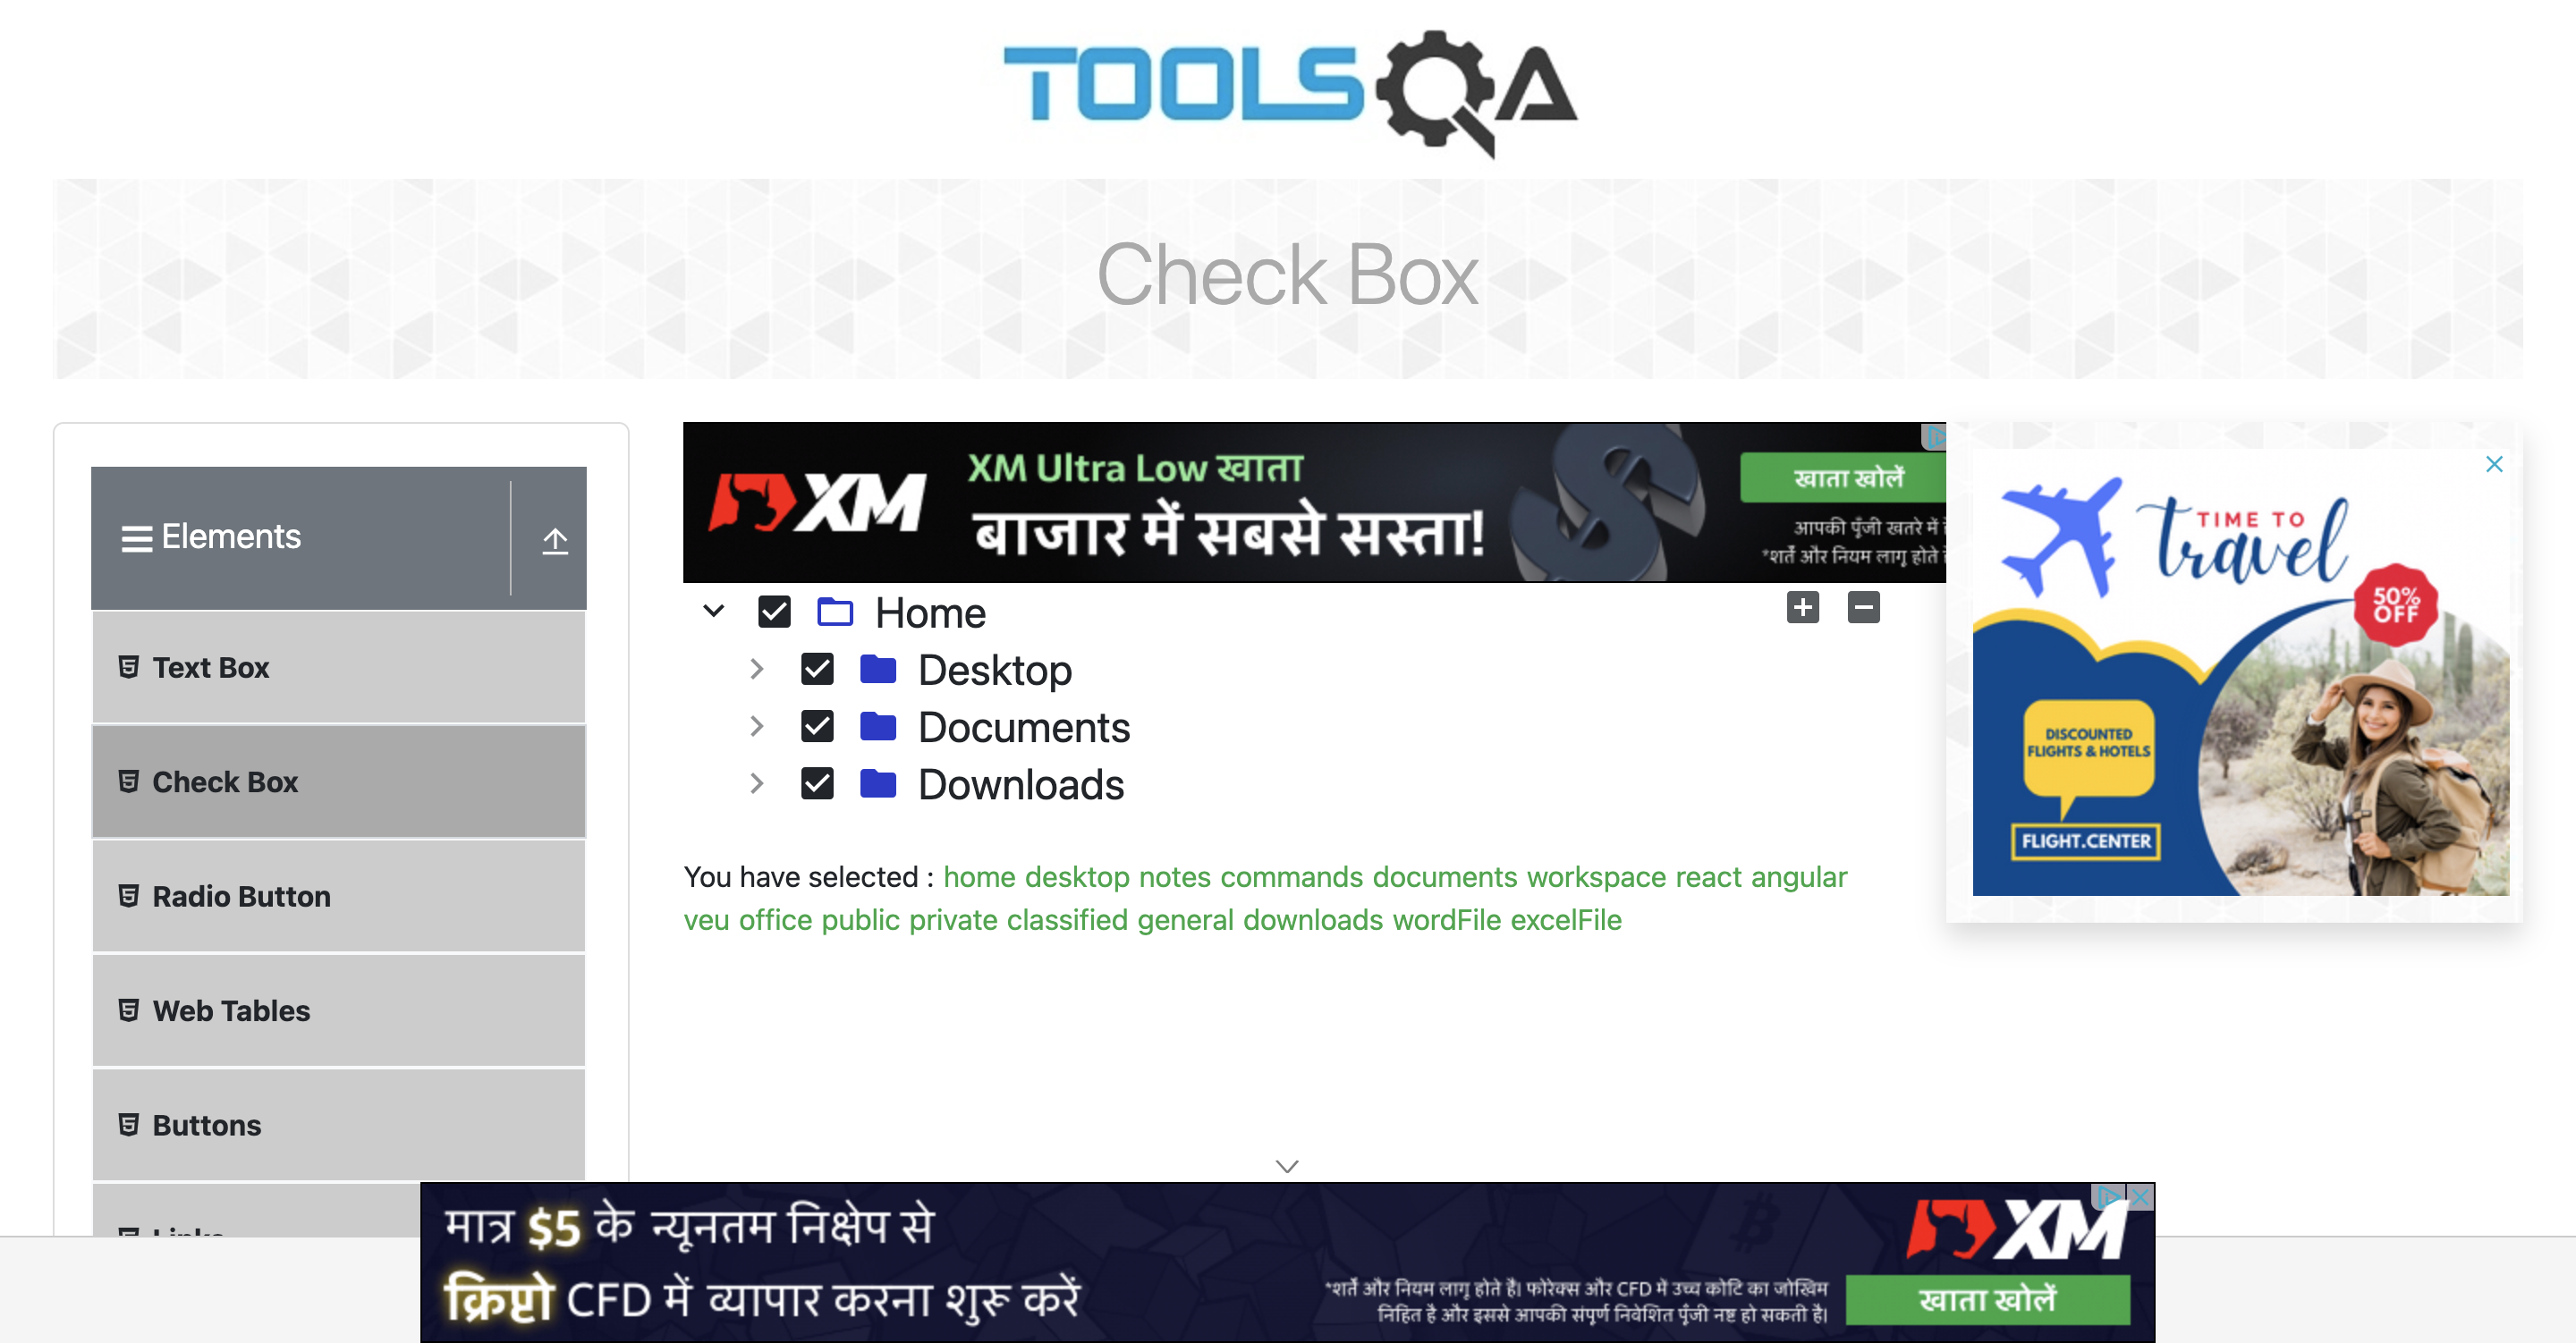 TOOLSQA
Check Box
Elements
Text Box
Check Box
Radio Button
Web Tables
Buttons
XM
XM Ultra Low खाता
बाजार में सबसे सस्ता!
खाता खोलें
आपकी पूँजी खतरे में
*शर्तें और नियम लागू होते
Home
Desktop
Documents
Downloads
You have selected : home desktop notes commands documents workspace react angular
veu office public private classified general downloads wordFile excelFile
TIME TO
travel
50%
OFF
DISCOUNTED
FLIGHTS & HOTELS
FLIGHT.CENTER
मात्र $5 के न्यूनतम निक्षेप से
क्रिप्टो CFD में व्यापार करना शुरू करें
*शर्तें और नियम लागू होते है। फोरेक्स और CFD में उच्च कोटि का जोखिम
निहित है और इससे आपकी संपूर्ण निवेशित पूँजी नष्ट हो सकती है।
XM
खाता खोलें